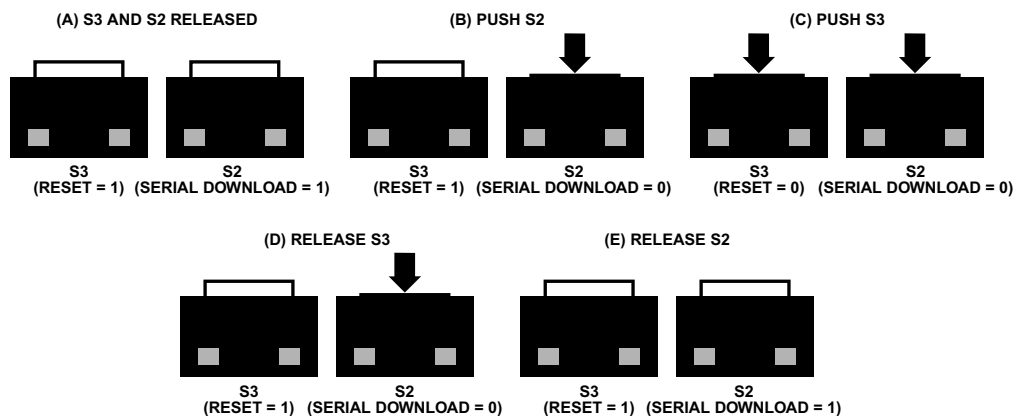 (A) S3 AND S2 RELEASED
S3
(RESET = 1)
S2
(SERIAL DOWNLOAD = 1)
(B) PUSH S2
S3
(RESET = 1)
S2
(SERIAL DOWNLOAD = 0)
(C) PUSH S3
S3
(RESET = 0)
S2
(SERIAL DOWNLOAD = 0)
(D) RELEASE S3
S3
(RESET = 1)
S2
(SERIAL DOWNLOAD = 0)
(E) RELEASE S2
S3
(RESET = 1)
S2
(SERIAL DOWNLOAD = 1)